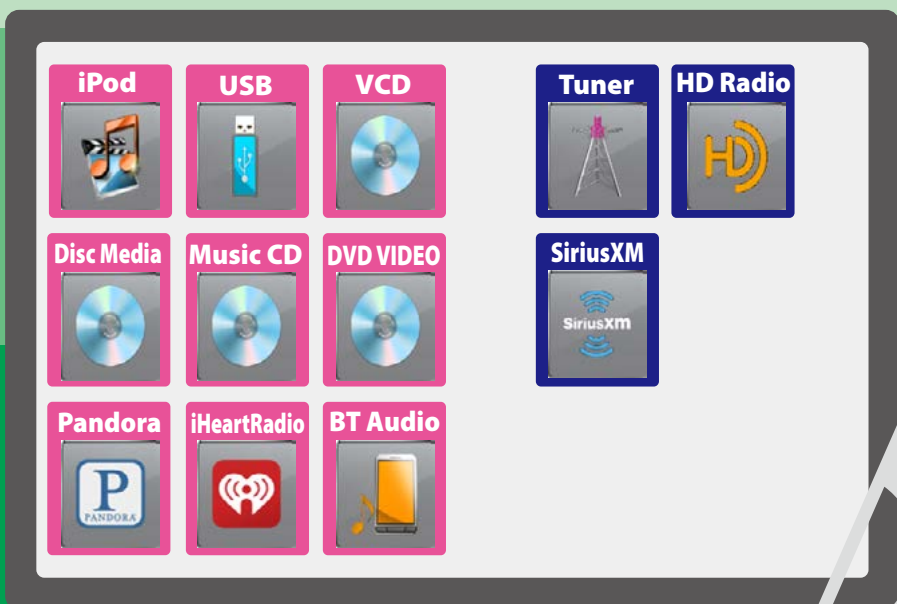 iPod USB VCD Tuner HD Radio
HD
Disc Media Music CD DVD VIDEO SiriusXM
SiriusXM
Pandora iHeartRadio BT Audio
P
PANDORA